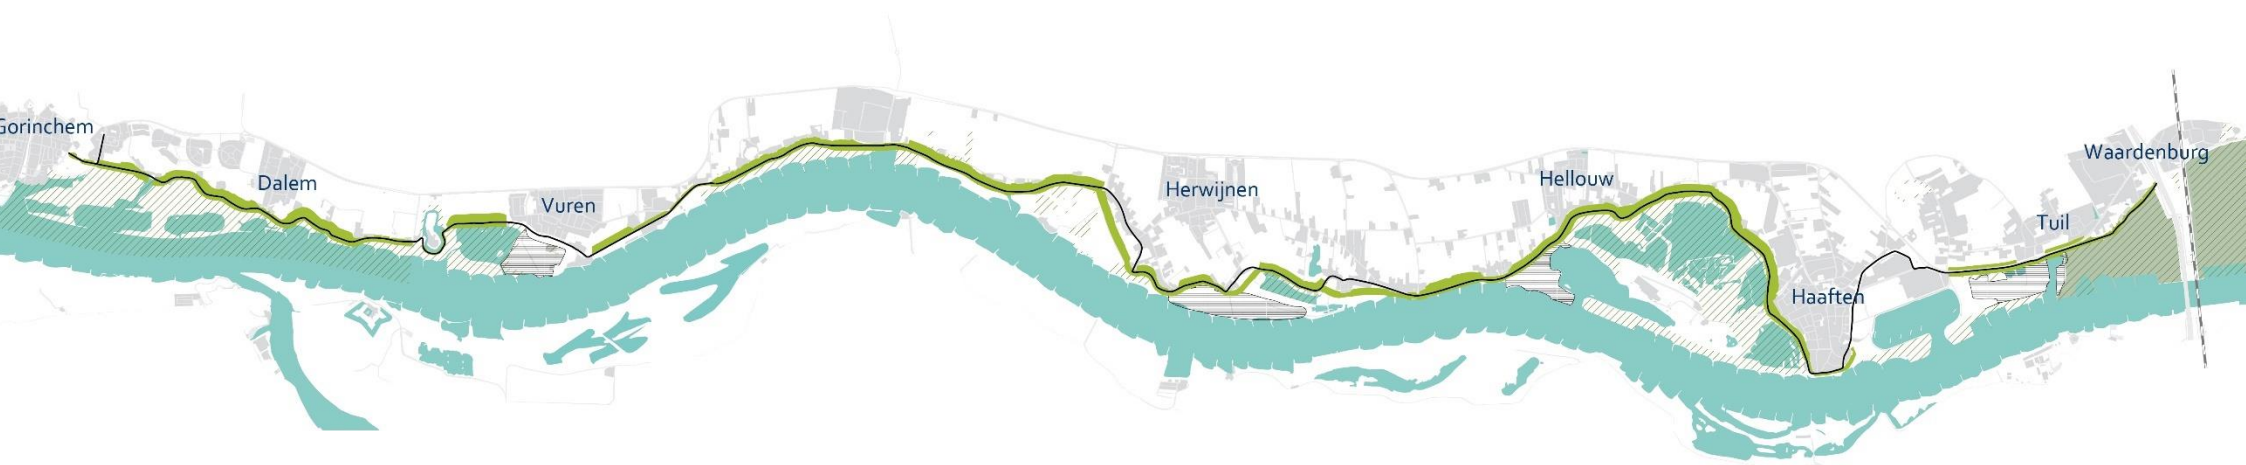 Gorinchem
Dalem
Vuren
Herwijnen
Hellouw
Haaften
Tuil
Waardenburg